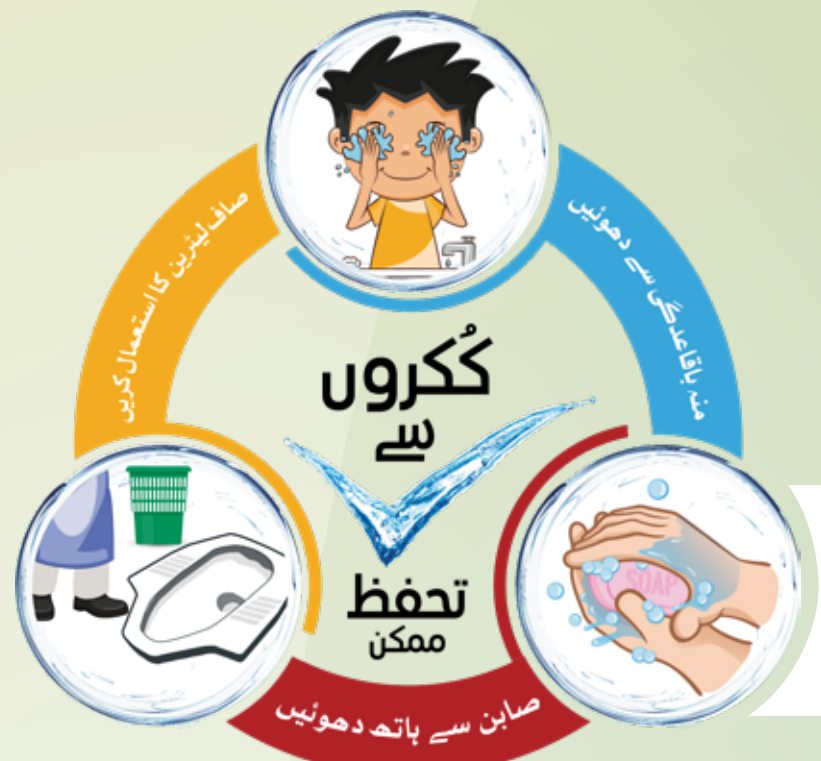 منہ باقاعدگی سے دھوئیں
صاف لیٹرین کا استعمال کریں
کُکروں
سے
تحفظ
ممکن
SOAP
صابن سے ہاتھ دھوئیں